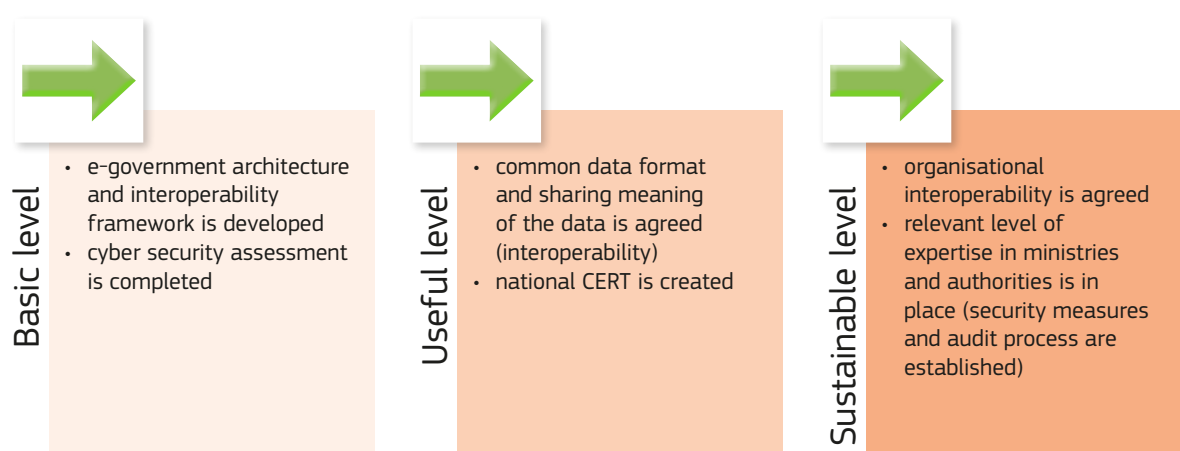 Basic level
• e-government architecture
and interoperability
framework is developed
• cyber security assessment
is completed
Useful level
• common data format
and sharing meaning
of the data is agreed
(interoperability)
• national CERT is created
Sustainable level
• organisational
interoperability is agreed
• relevant level of
expertise in ministries
and authorities is in
place (security measures
and audit process are
established)